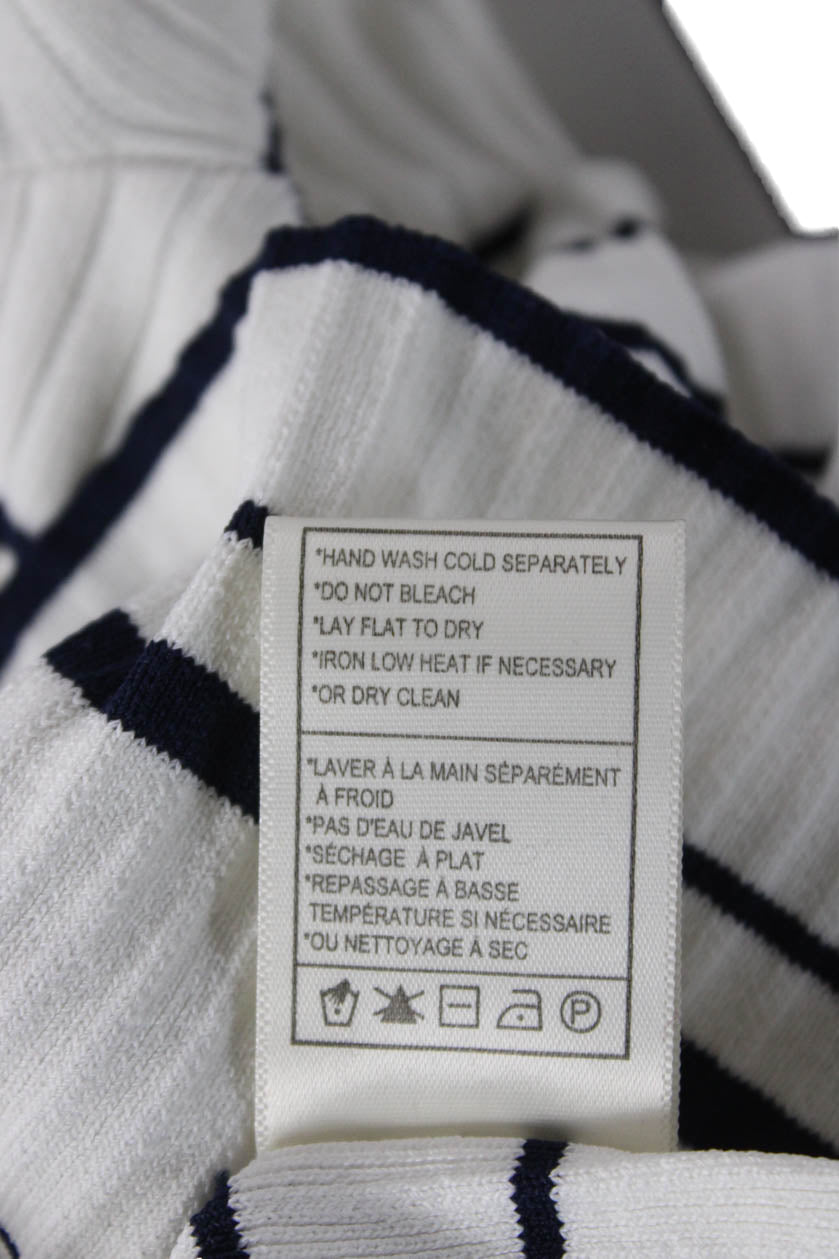 *HAND WASH COLD SEPARATELY
*DO NOT BLEACH
*LAY FLAT TO DRY
*IRON LOW HEAT IF NECESSARY
*OR DRY CLEAN
*LAVER À LA MAIN SÉPARÉMENT
À FROID
*PAS D'EAU DE JAVEL
*SÉCHAGE À PLAT
*REPASSAGE À BASSE
TEMPÉRATURE SI NÉCESSAIRE
*OU NETTOYAGE À SEC
P